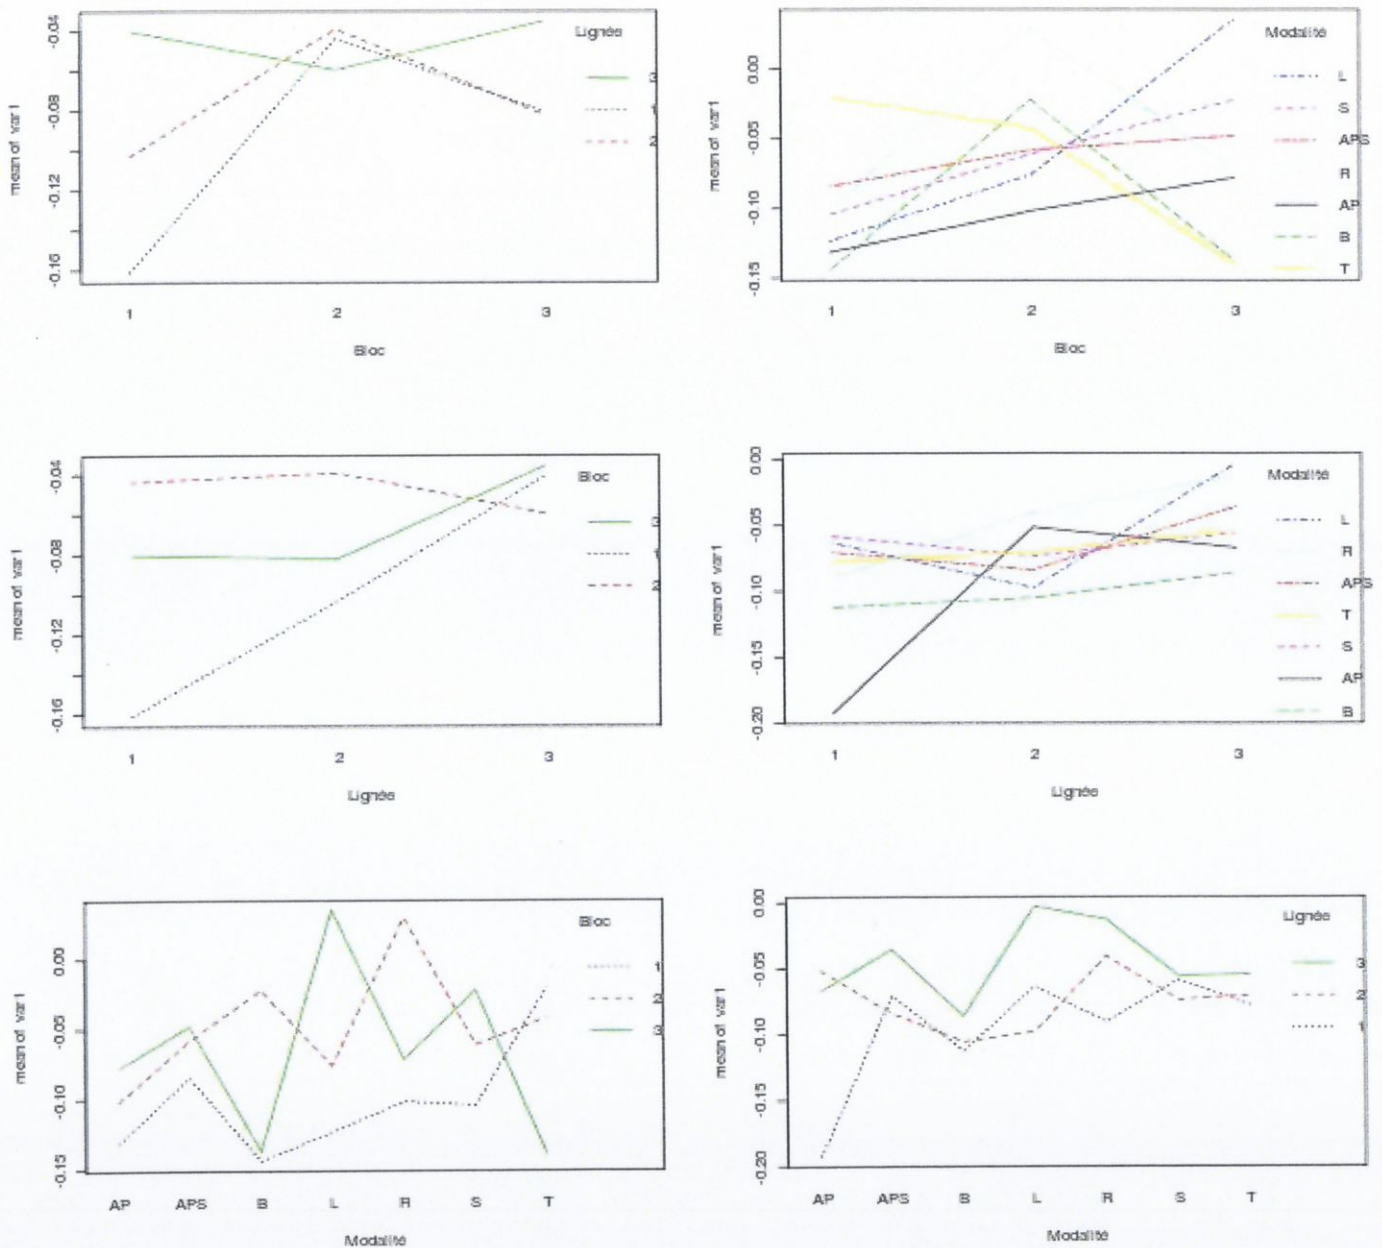 mean of var1
-0.04
-0.08
-0.12
-0.16
Lignée
3
1
2
1 2 3
Bloc
mean of var1
0.00
-0.05
-0.10
-0.15
Modalité
L
S
APS
R
AP
B
T
1 2 3
Bloc
mean of var1
-0.04
-0.08
-0.12
-0.16
Bloc
3
1
2
1 2 3
Lignée
mean of var1
0.00
-0.05
-0.10
-0.15
-0.20
Modalité
L
R
APS
T
S
AP
B
1 2 3
Lignée
mean of var1
0.00
-0.05
-0.10
-0.15
Bloc
1
2
3
AP APS B L R S T
Modalité
mean of var1
0.00
-0.05
-0.10
-0.15
-0.20
Lignée
3
2
1
AP APS B L R S T
Modalité